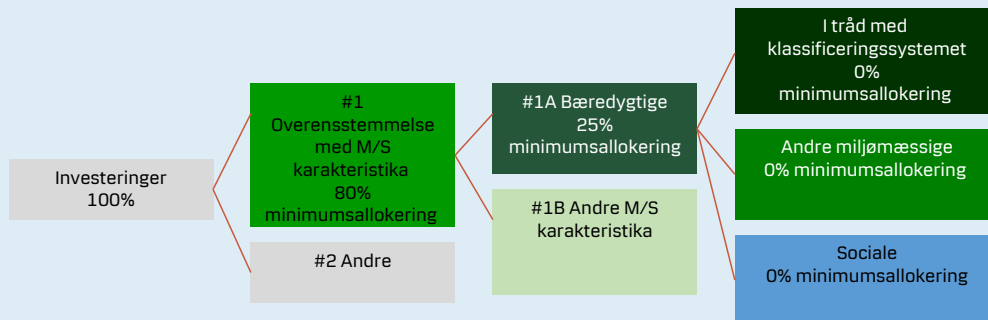 Investeringer
100%
#1
Overensstemmelse
med M/S
karakteristika
80%
minimumsallokering
#2 Andre
#1A Bæredygtige
25%
minimumsallokering
#1B Andre M/S
karakteristika
I tråd med
klassificeringssystemet
0%
minimumsallokering
Andre miljømæssige
0% minimumsallokering
Sociale
0% minimumsallokering